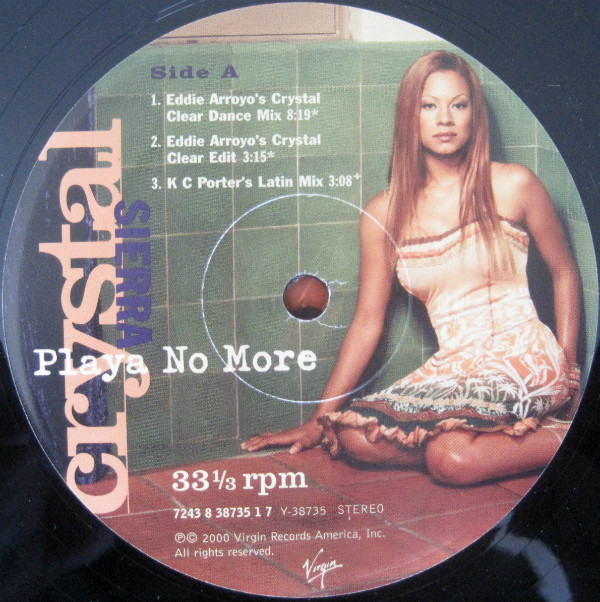 Side A
1. Eddie Arroyo's Crystal
Clear Dance Mix 8:19*
2. Eddie Arroyo's Crystal
Clear Edit 3:15*
3. K C Porter's Latin Mix 3:08+
crystal
SIERRA
Playa No More
33 1/3 rpm
7243 8 38735 1 7 Y-38735 STEREO
℗© 2000 Virgin Records America, Inc.
All rights reserved.
Virgin